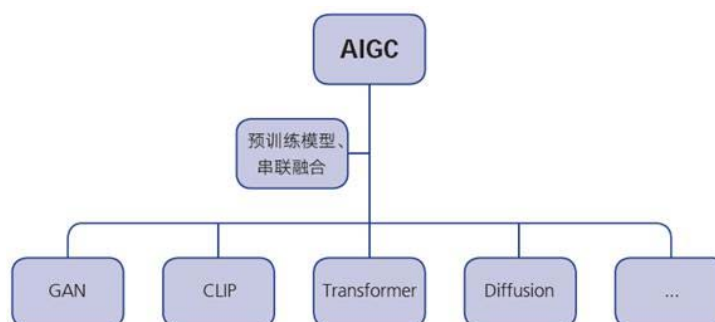 AIGC
预训练模型、
串联融合
GAN
CLIP
Transformer
Diffusion
...